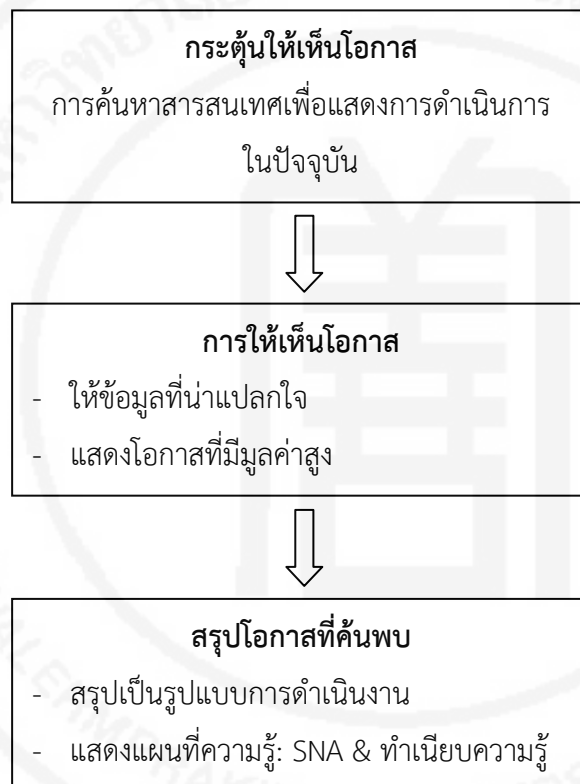 กระตุ้นให้เห็นโอกาส
การค้นหาสารสนเทศเพื่อแสดงการดำเนินการ
ในปัจจุบัน
การให้เห็นโอกาส
- ให้ข้อมูลที่น่าแปลกใจ
- แสดงโอกาสที่มีมูลค่าสูง
สรุปโอกาสที่ค้นพบ
- สรุปเป็นรูปแบบการดำเนินงาน
- แสดงแผนที่ความรู้: SNA & ทำเนียบความรู้